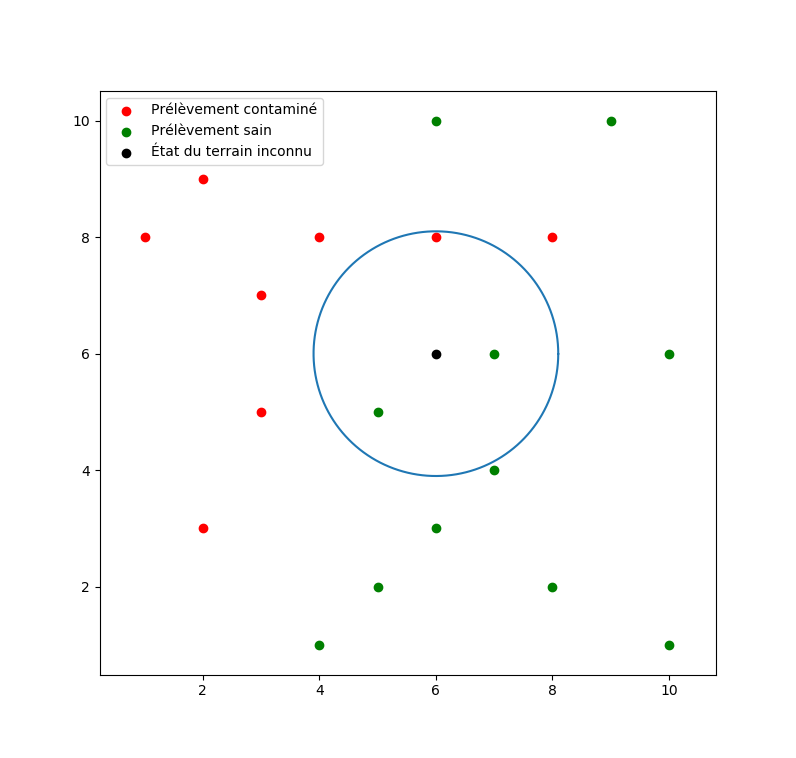 Prélèvement contaminé
Prélèvement sain
État du terrain inconnu
10
8
6
4
2
2 4 6 8 10